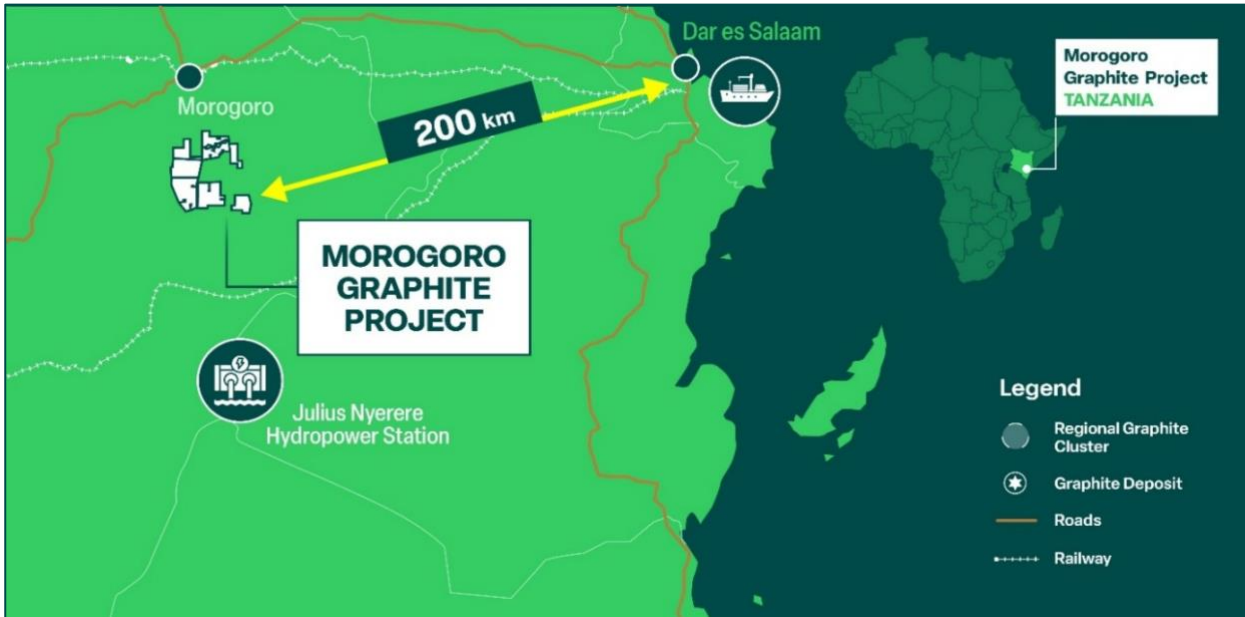 Dar es Salaam
Morogoro
200 km
MOROGORO
GRAPHITE
PROJECT
Julius Nyerere
Hydropower Station
Morogoro
Graphite Project
TANZANIA
Legend
Regional Graphite
Cluster
Graphite Deposit
Roads
Railway